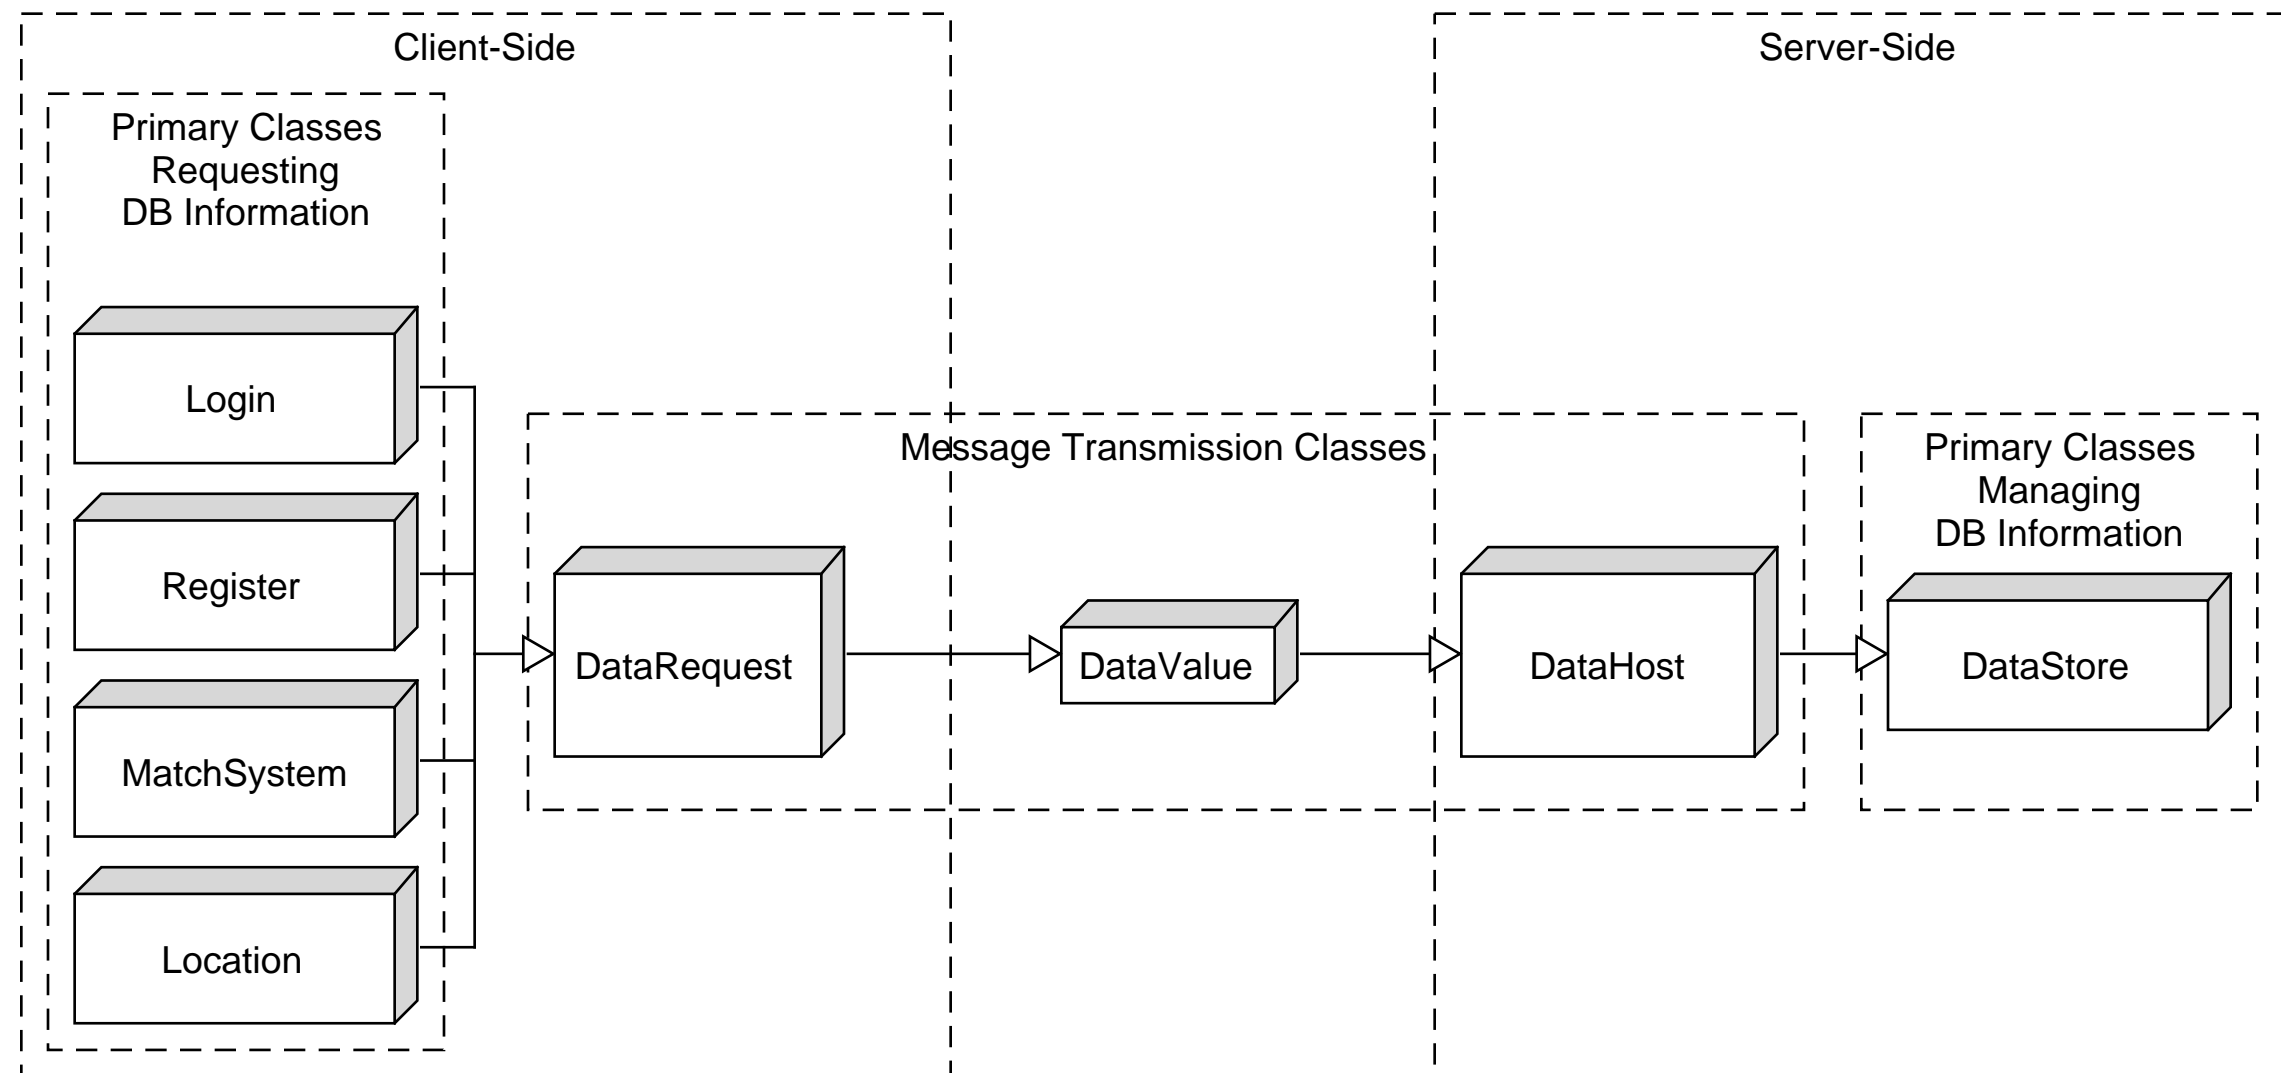 Client-Side
Server-Side
Primary Classes
Requesting
DB Information
Login
Register
MatchSystem
Location
Message Transmission Classes
DataRequest
DataValue
DataHost
Primary Classes
Managing
DB Information
DataStore